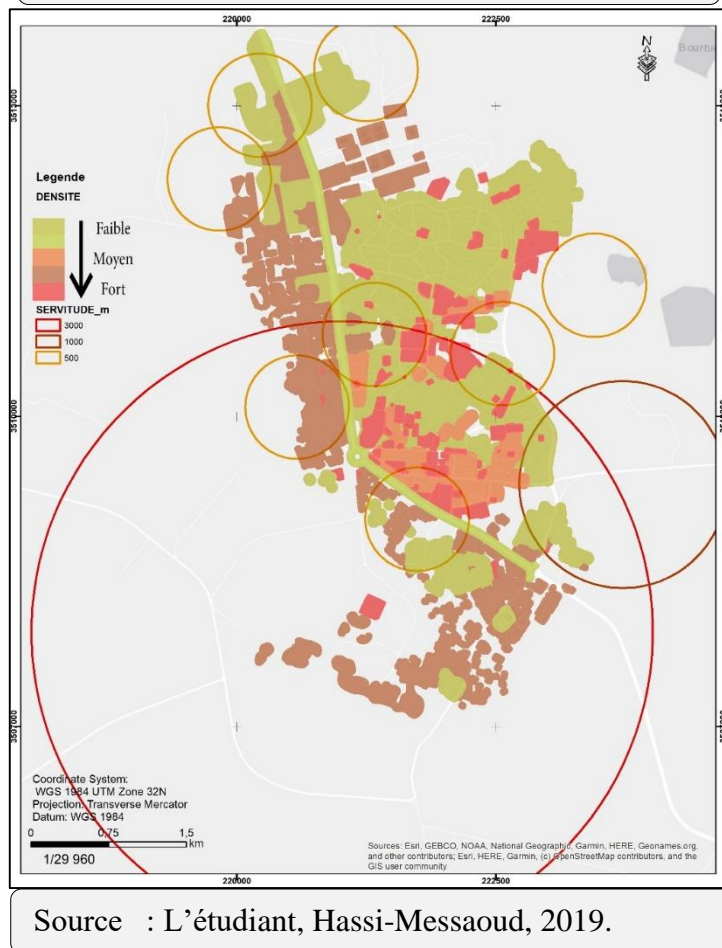 220000 222500
N
Bourbi
3513000
Legende
DENSITE
Faible
Moyen
Fort
SERVITUDE_m
3000
1000
500
3510000
3507000
Coordinate System:
WGS 1984 UTM Zone 32N
Projection: Transverse Mercator
Datum: WGS 1984
0 0,75 1,5
km
1/29 960
Sources: Esri, GEBCO, NOAA, National Geographic, Garmin, HERE, Geonames.org,
and other contributors; Esri, HERE, Garmin, (c) OpenStreetMap contributors, and the
GIS user community
220000 222500
Source : L’étudiant, Hassi-Messaoud, 2019.